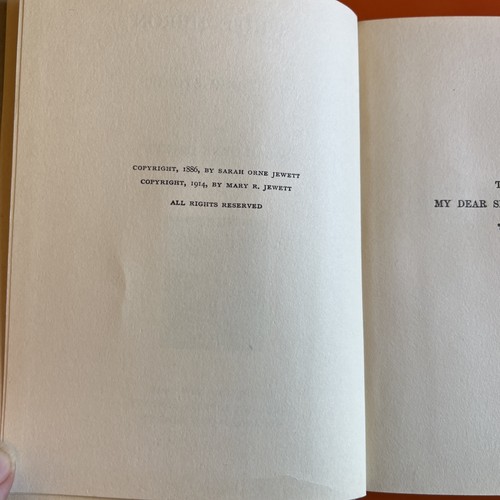 COPYRIGHT, 1886, BY SARAH ORNE JEWETT
COPYRIGHT, 1914, BY MARY R. JEWETT
ALL RIGHTS RESERVED
T
MY DEAR S